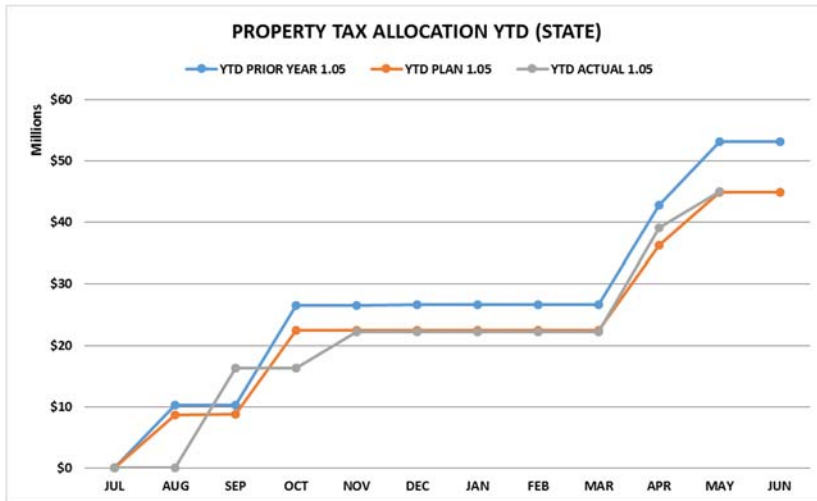 PROPERTY TAX ALLOCATION YTD (STATE)
YTD PRIOR YEAR 1.05 YTD PLAN 1.05 YTD ACTUAL 1.05
Millions
$60
$50
$40
$30
$20
$10
$0
JUL AUG SEP OCT NOV DEC JAN FEB MAR APR MAY JUN